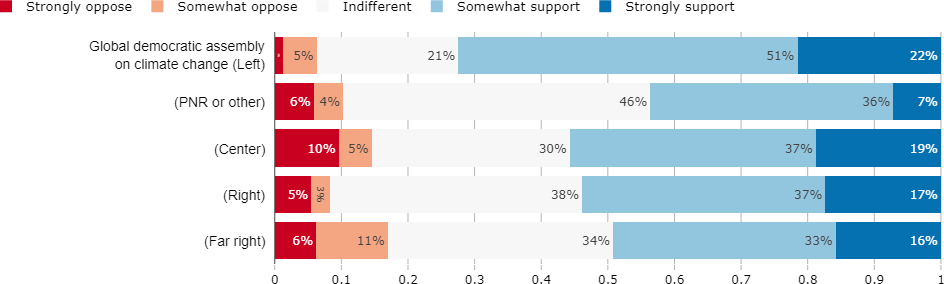 Strongly oppose Somewhat oppose Indifferent Somewhat support Strongly support
Global democratic assembly
on climate change (Left)
5% 21% 51% 22%
(PNR or other) 6% 4% 46% 36% 7%
(Center) 10% 5% 30% 37% 19%
(Right) 5% 3% 38% 37% 17%
(Far right) 6% 11% 34% 33% 16%
0 0.1 0.2 0.3 0.4 0.5 0.6 0.7 0.8 0.9 1